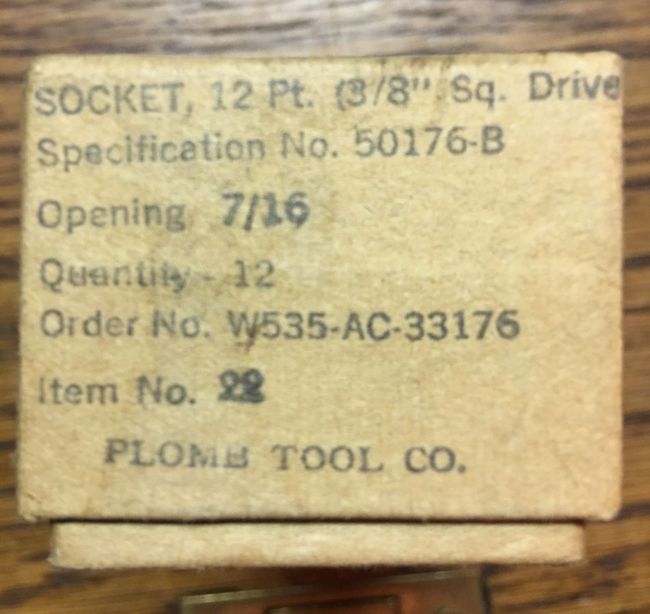 SOCKET, 12 Pt. (3/8" Sq. Drive
Specification No. 50176-B
Opening 7/16
Quantity - 12
Order No. W535-AC-33176
Item No. 22
PLOMB TOOL CO.